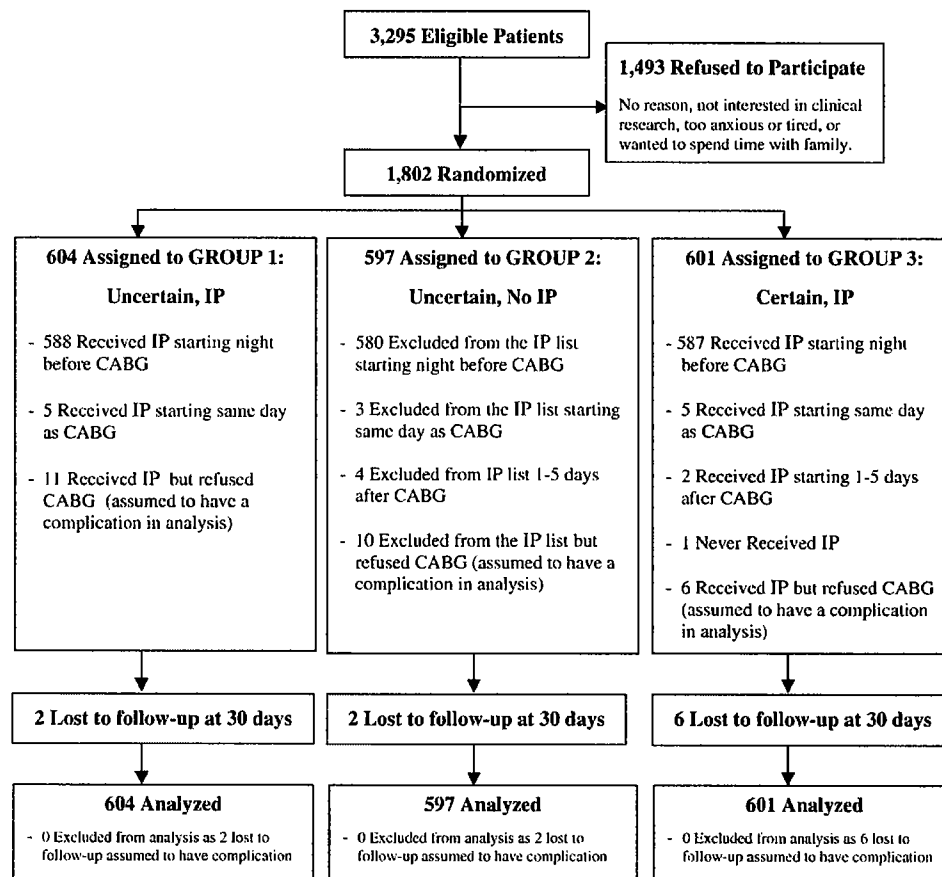 3,295 Eligible Patients
1,493 Refused to Participate
No reason, not interested in clinical
research, too anxious or tired, or
wanted to spend time with family.
1,802 Randomized
604 Assigned to GROUP 1:
Uncertain, IP
- 588 Received IP starting night
before CABG
- 5 Received IP starting same day
as CABG
- 11 Received IP but refused
CABG (assumed to have a
complication in analysis)
597 Assigned to GROUP 2:
Uncertain, No IP
- 580 Excluded from the IP list
starting night before CABG
- 3 Excluded from the IP list starting
same day as CABG
- 4 Excluded from IP list 1-5 days
after CABG
- 10 Excluded from the IP list but
refused CABG (assumed to have a
complication in analysis)
601 Assigned to GROUP 3:
Certain, IP
- 587 Received IP starting night
before CABG
- 5 Received IP starting same day
as CABG
- 2 Received IP starting 1-5 days
after CABG
- 1 Never Received IP
- 6 Received IP but refused CABG
(assumed to have a complication
in analysis)
2 Lost to follow-up at 30 days
2 Lost to follow-up at 30 days
6 Lost to follow-up at 30 days
604 Analyzed
- 0 Excluded from analysis as 2 lost to
follow-up assumed to have complication
597 Analyzed
- 0 Excluded from analysis as 2 lost to
follow-up assumed to have complication
601 Analyzed
- 0 Excluded from analysis as 6 lost to
follow-up assumed to have complication